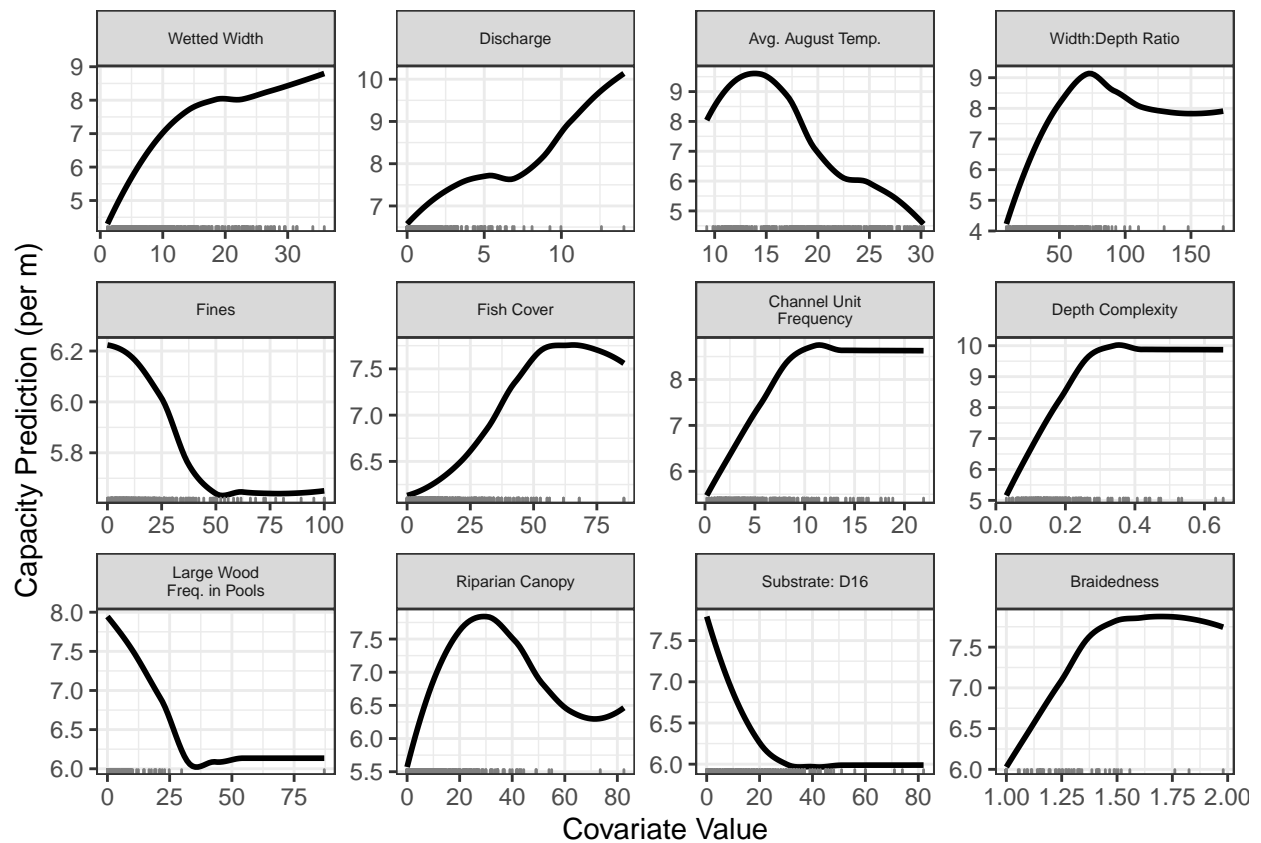 Wetted Width
Discharge
Avg. August Temp.
Width:Depth Ratio
9
8
7
6
5
0 10 20 30
10
9
8
7
0 5 10
9
8
7
6
5
10 15 20 25 30
9
8
7
6
5
4
50 100 150
Capacity Prediction (per m)
Fines
Fish Cover
Channel Unit
Frequency
Depth Complexity
6.2
6.0
5.8
0 25 50 75 100
7.5
7.0
6.5
0 25 50 75
8
7
6
0 5 10 15 20
10
9
8
7
6
5
0.0 0.2 0.4 0.6
Large Wood
Freq. in Pools
Riparian Canopy
Substrate: D16
Braidedness
8.0
7.5
7.0
6.5
6.0
0 25 50 75
7.5
7.0
6.5
6.0
5.5
0 20 40 60 80
7.5
7.0
6.5
6.0
0 20 40 60 80
7.5
7.0
6.5
6.0
1.00 1.25 1.50 1.75 2.00
Covariate Value